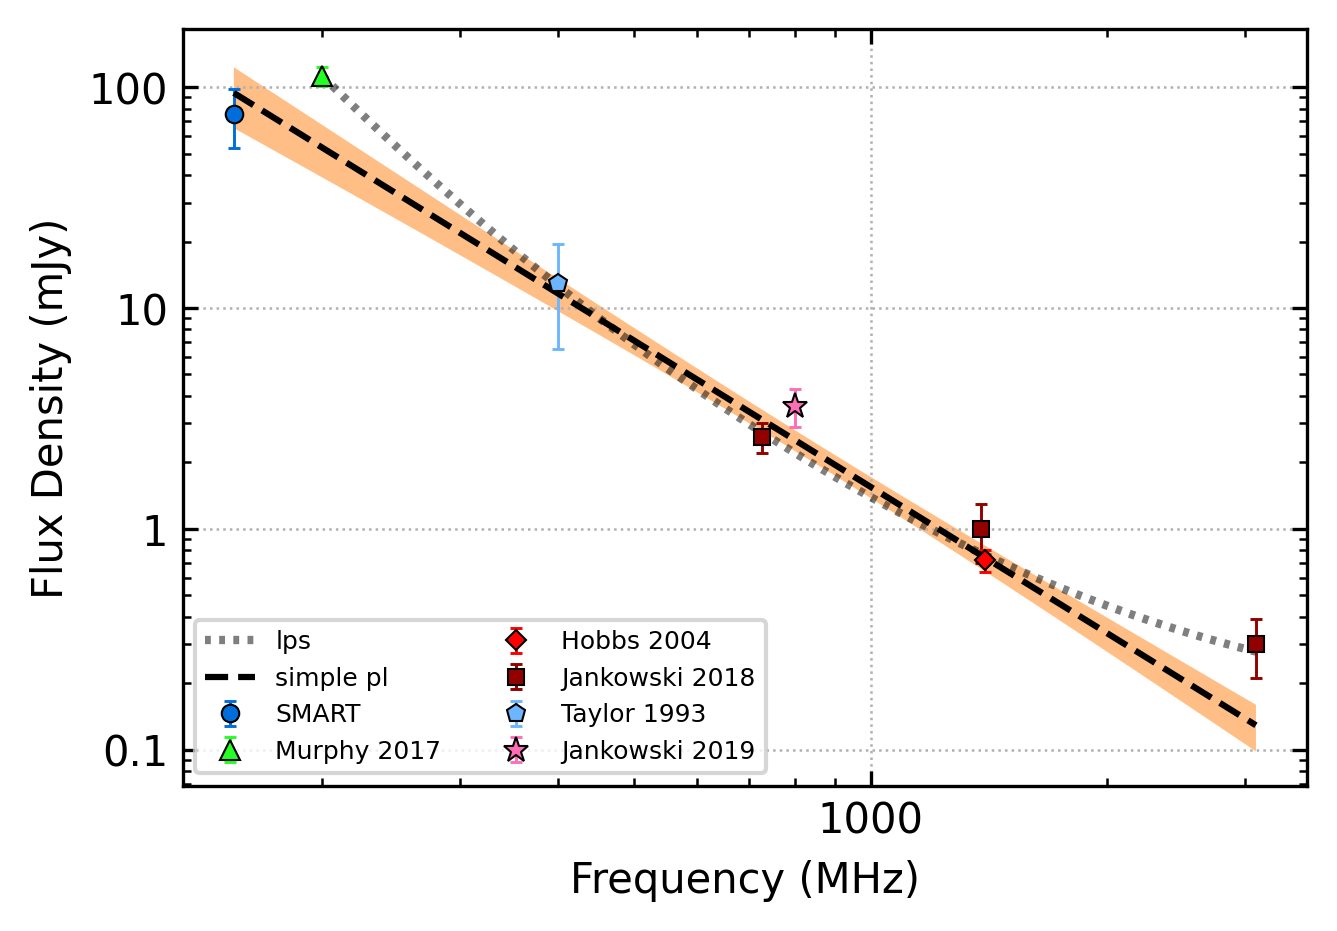 100
10
1
0.1
Flux Density (mJy)
lps
simple pl
SMART
Murphy 2017
Hobbs 2004
Jankowski 2018
Taylor 1993
Jankowski 2019
1000
Frequency (MHz)